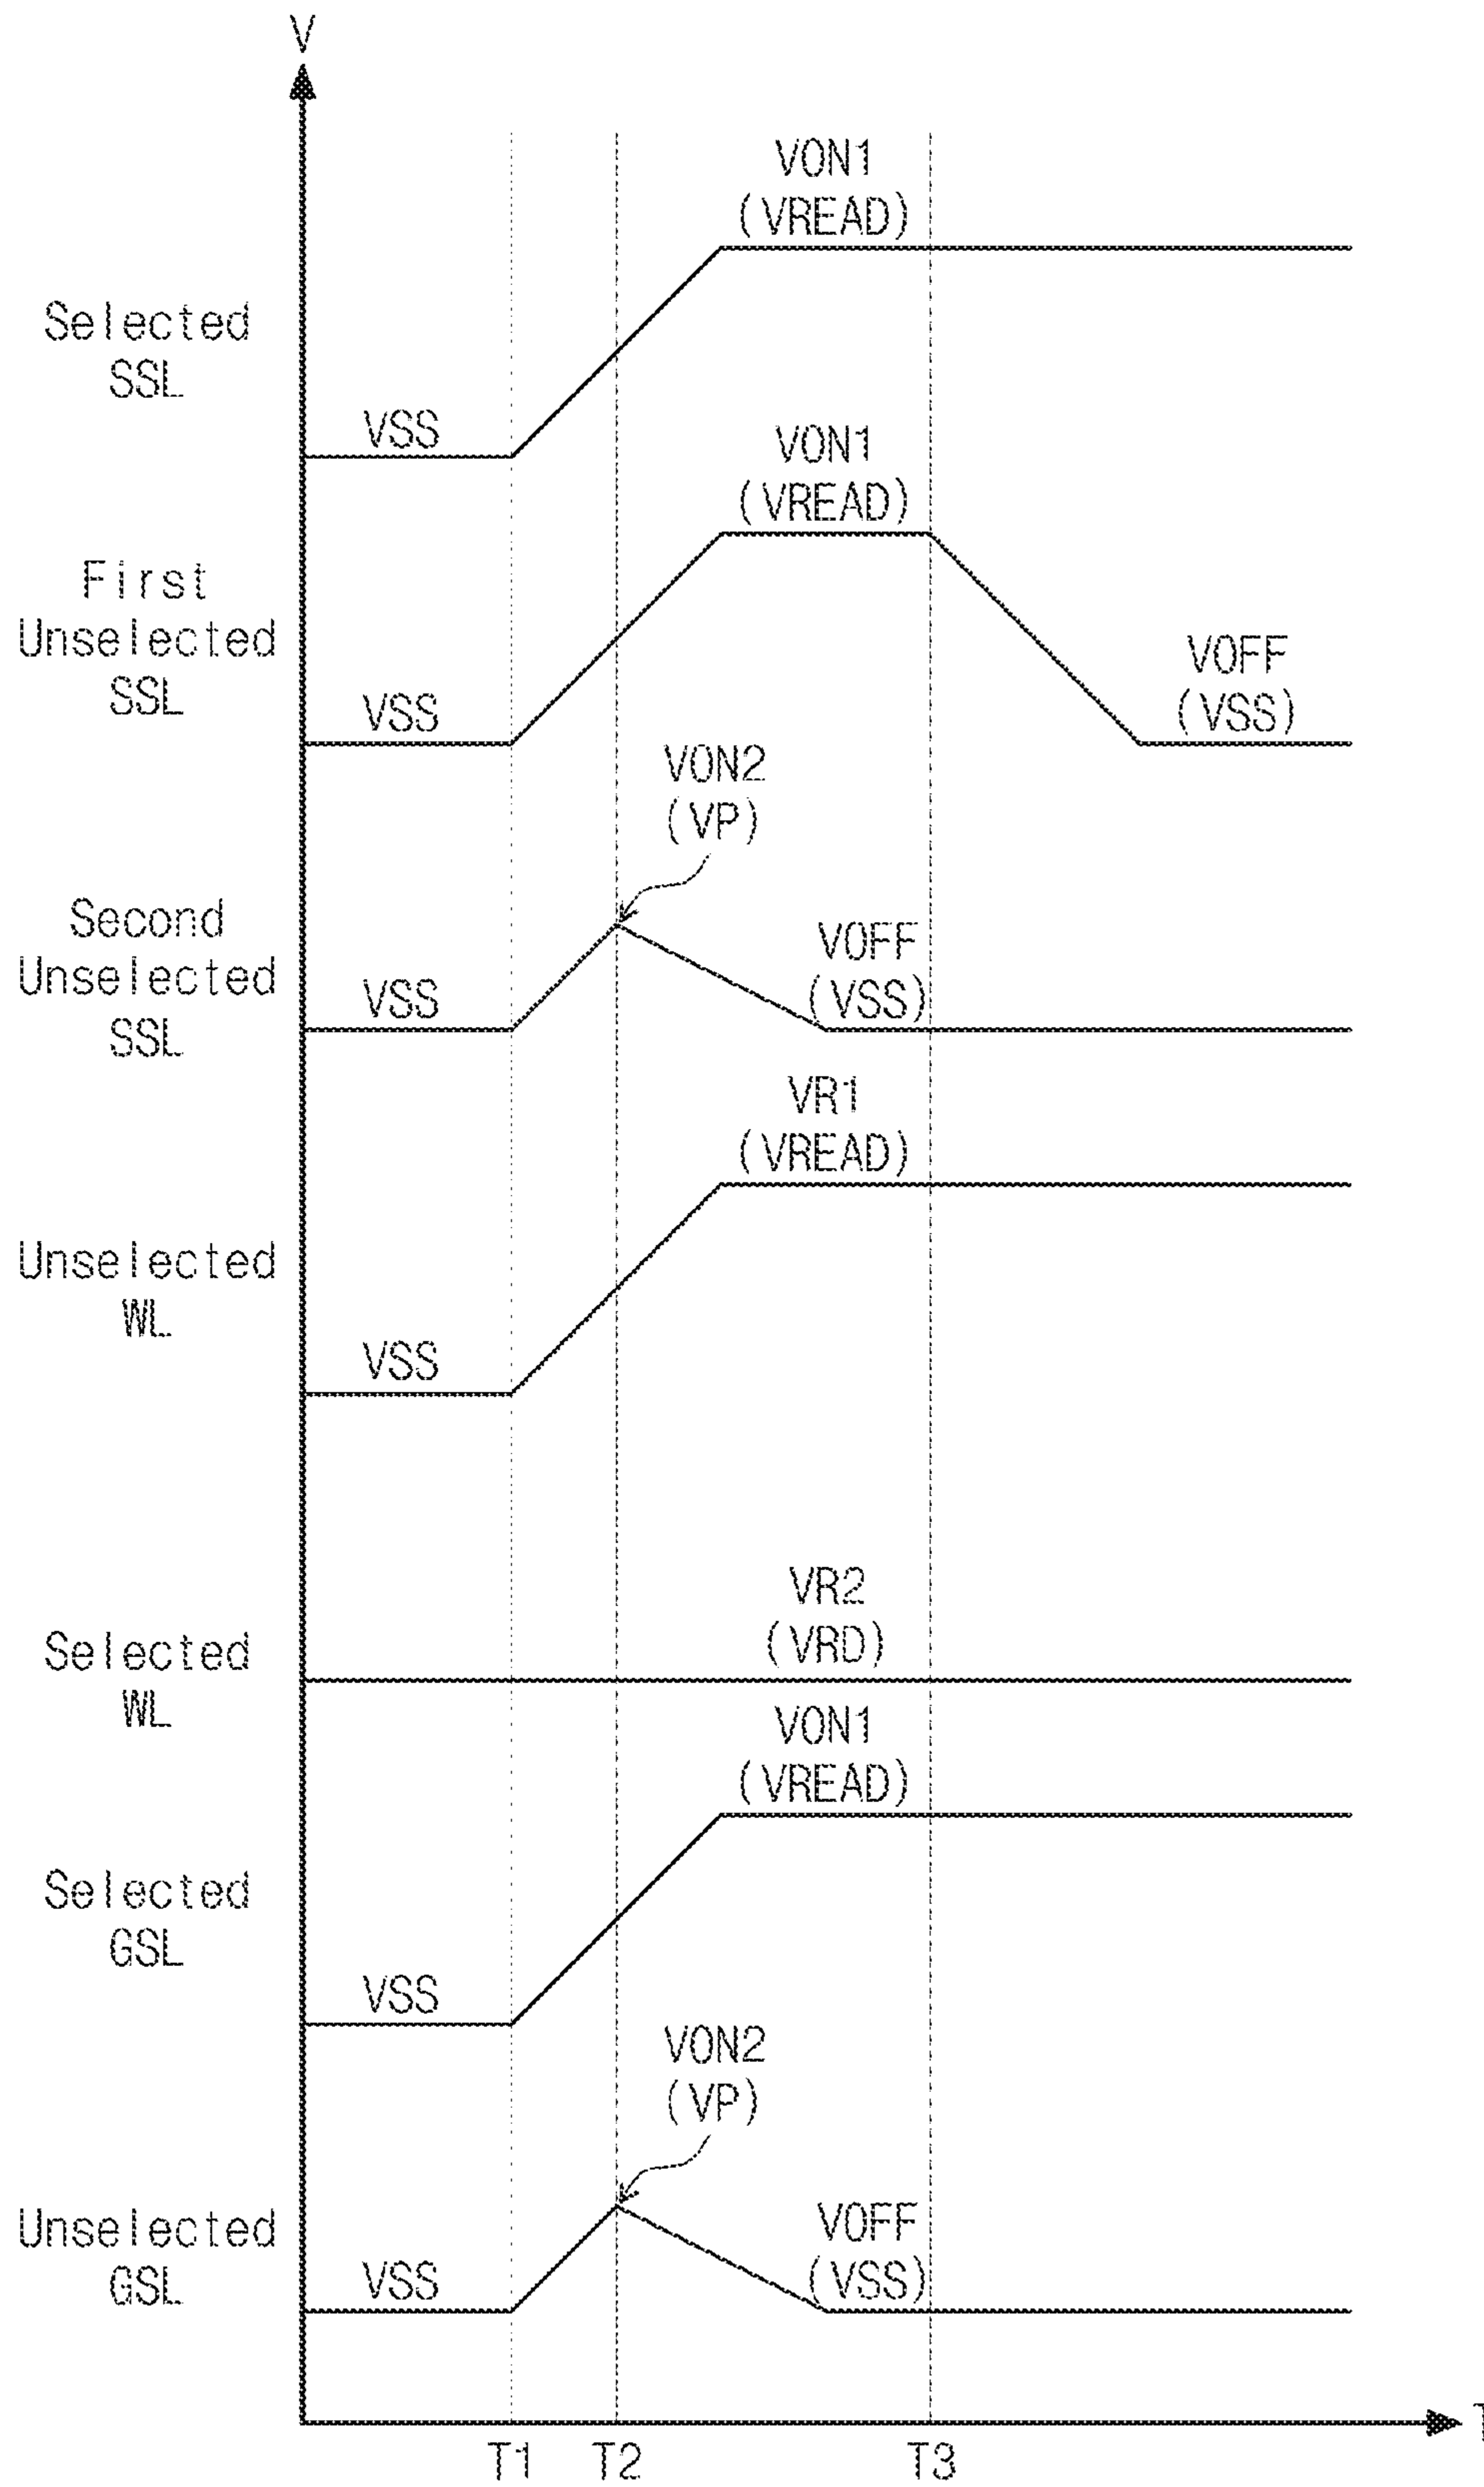 V
VON1
(VREAD)
Selected
SSL
VSS
VON1
(VREAD)
First
Unselected
SSL
VSS
VOFF
(VSS)
VON2
(VP)
Second
Unselected
SSL
VSS
VOFF
(VSS)
VR1
(VREAD)
Unselected
WL
VSS
VR2
(VRD)
Selected
WL
VON1
(VREAD)
Selected
GSL
VSS
VON2
(VP)
Unselected
GSL
VSS
VOFF
(VSS)
T
T1 T2 T3